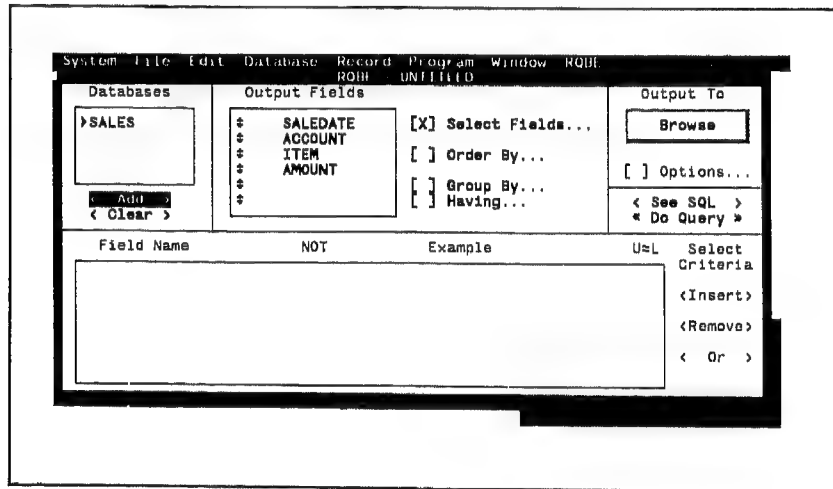 System File Edit Database Record Program Window RQBE
RQBE UNTITLED
Databases
>SALES
< Add >
< Clear >
Output Fields
↕ SALEDATE
↕ ACCOUNT
↕ ITEM
↕ AMOUNT
↕
↕
[X] Select Fields...
[ ] Order By...
[ ] Group By...
[ ] Having...
Output To
Browse
[ ] Options...
< See SQL >
« Do Query »
Field Name NOT Example U≈L Select
Criteria
<Insert>
<Remove>
< Or >